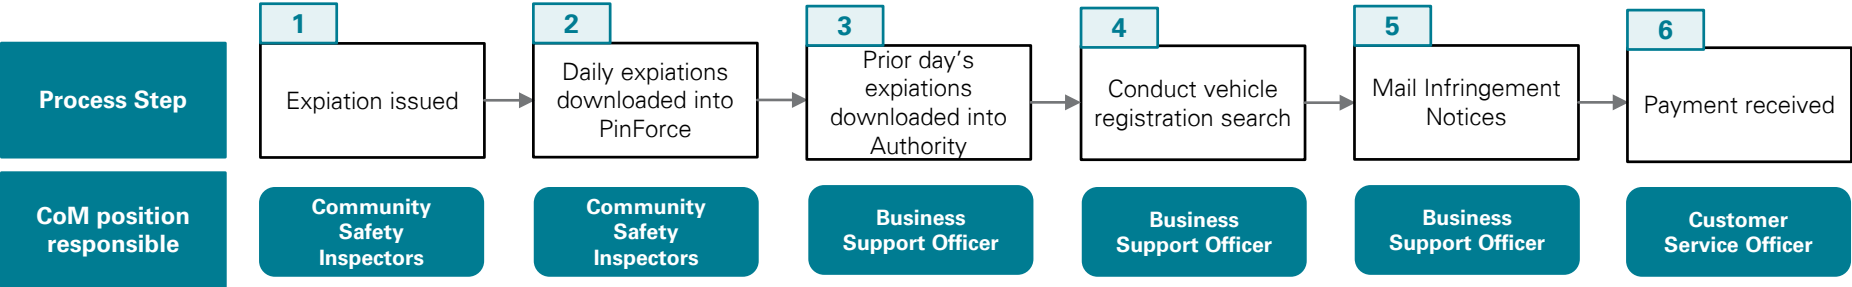 1
2
3
4
5
6
Process Step
Expiation issued
Daily expiations
downloaded into
PinForce
Prior day's
expiations
downloaded into
Authority
Conduct vehicle
registration search
Mail Infringement
Notices
Payment received
CoM position
responsible
Community
Safety
Inspectors
Community
Safety
Inspectors
Business
Support Officer
Business
Support Officer
Business
Support Officer
Customer
Service Officer